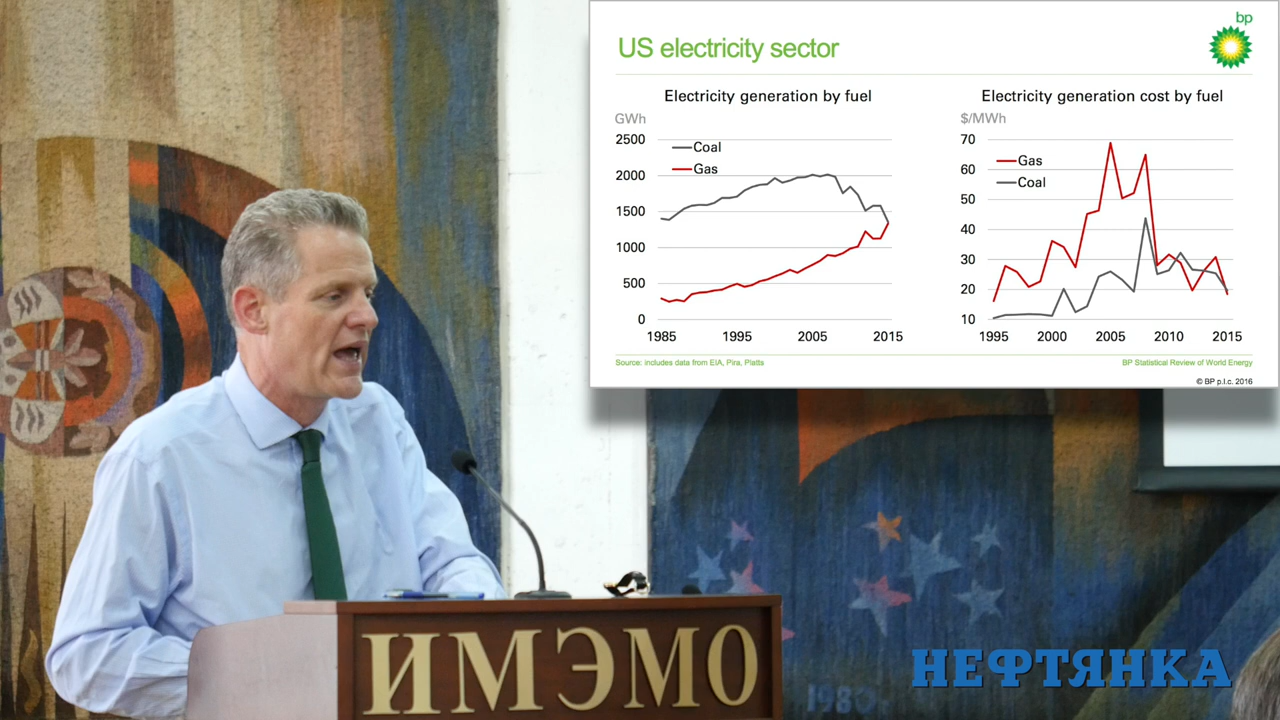 bp
US electricity sector
Electricity generation by fuel
GWh
2500
2000
1500
1000
500
0
Coal
Gas
1985
1995
2005
2015
Electricity generation cost by fuel
$/MWh
70
60
50
40
30
20
10
Gas
Coal
1995
2000
2005
2010
2015
Source: includes data from EIA, Pira, Platts
BP Statistical Review of World Energy
© BP p.l.c. 2016
ИМЭМО
НЕФТЯНКА